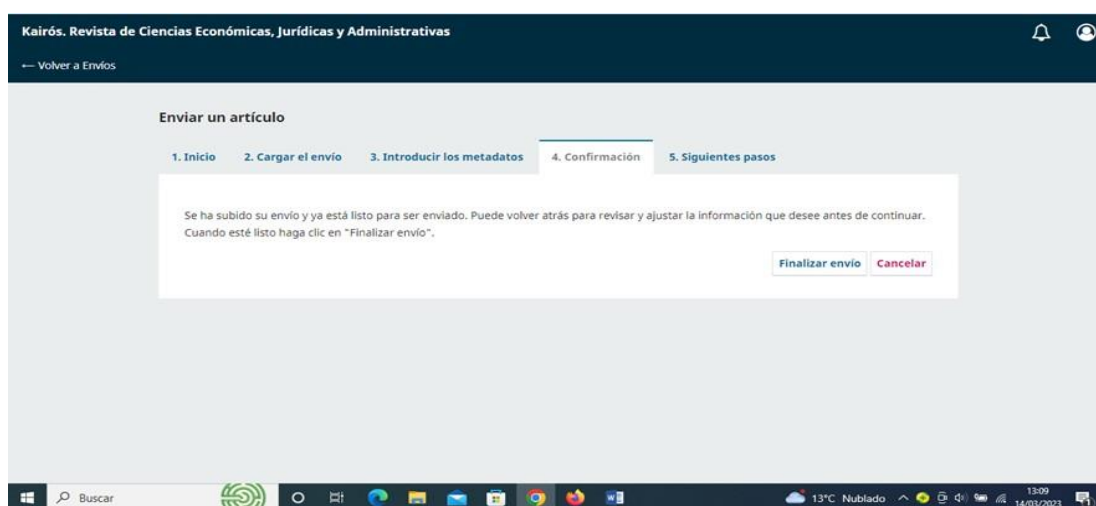 Kairós. Revista de Ciencias Económicas, Jurídicas y Administrativas
← Volver a Envíos
Enviar un artículo
1. Inicio 2. Cargar el envío 3. Introducir los metadatos 4. Confirmación 5. Siguientes pasos
Se ha subido su envío y ya está listo para ser enviado. Puede volver atrás para revisar y ajustar la información que desee antes de continuar.
Cuando esté listo haga clic en "Finalizar envío".
Finalizar envío Cancelar
Buscar 13°C Nublado 13:09
14/03/2023